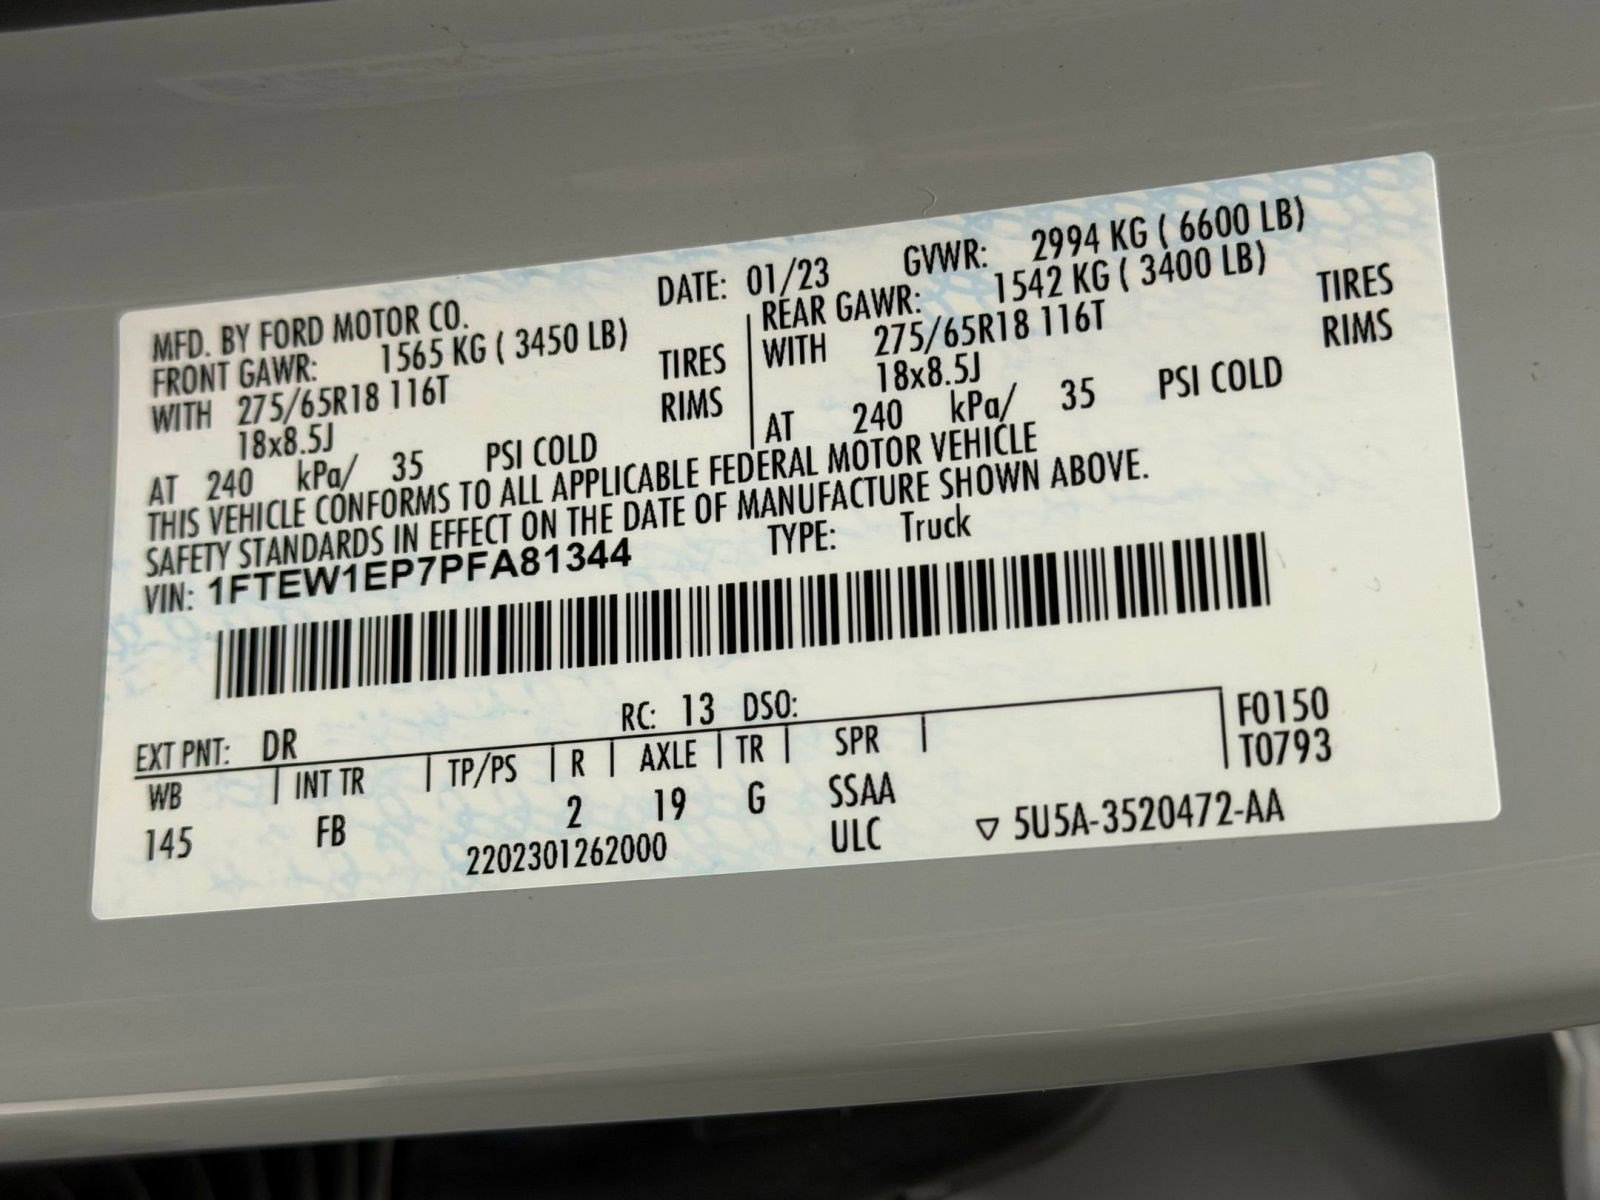 MFD. BY FORD MOTOR CO.
DATE: 01/23 GVWR: 2994 KG ( 6600 LB)
FRONT GAWR: 1565 KG ( 3450 LB)
WITH 275/65R18 116T TIRES
18x8.5J RIMS
AT 240 kPa/ 35 PSI COLD
REAR GAWR: 1542 KG ( 3400 LB)
WITH 275/65R18 116T TIRES
18x8.5J RIMS
AT 240 kPa/ 35 PSI COLD
THIS VEHICLE CONFORMS TO ALL APPLICABLE FEDERAL MOTOR VEHICLE
SAFETY STANDARDS IN EFFECT ON THE DATE OF MANUFACTURE SHOWN ABOVE.
VIN: 1FTEW1EP7PFA81344 TYPE: Truck
EXT PNT: DR RC: 13 DSO:
WB INT TR TP/PS R AXLE TR SPR
145 FB 2 19 G SSAA
2202301262000 ULC ▽ 5U5A-3520472-AA
F0150
T0793